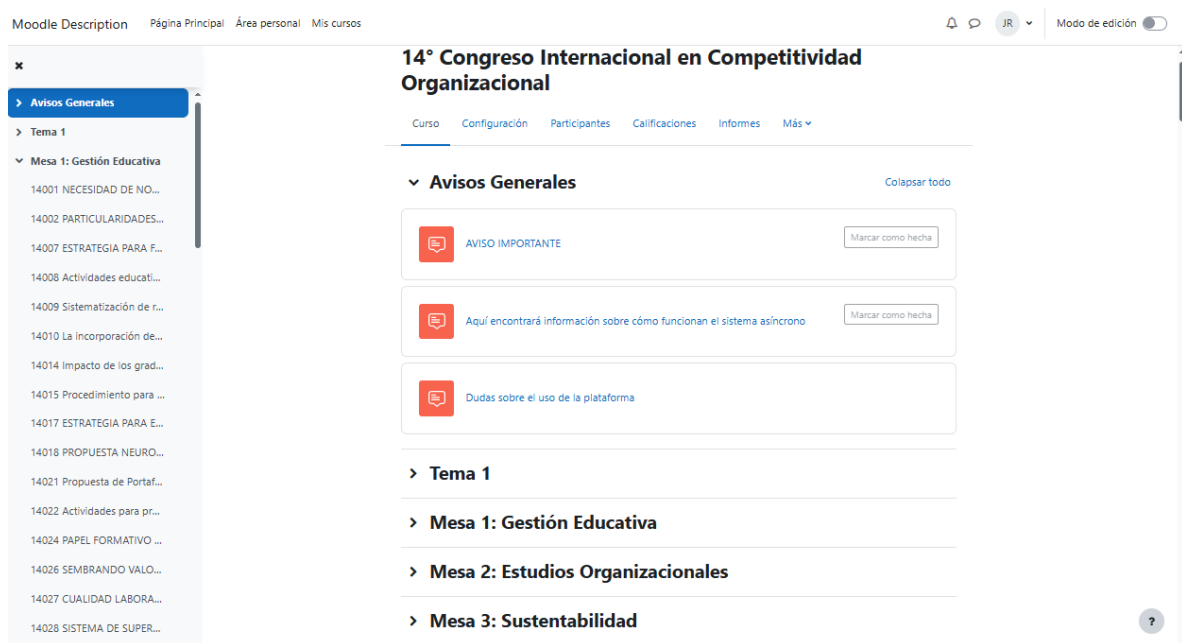 Moodle Description Página Principal Área personal Mis cursos JR Modo de edición
Avisos Generales
Tema 1
Mesa 1: Gestión Educativa
14001 NECESIDAD DE NO...
14002 PARTICULARIDADES...
14007 ESTRATEGIA PARA F...
14008 Actividades educati...
14009 Sistematización de r...
14010 La incorporación de...
14014 Impacto de los grad...
14015 Procedimiento para ...
14017 ESTRATEGIA PARA E...
14018 PROPUESTA NEURO...
14021 Propuesta de Portaf...
14022 Actividades para pr...
14024 PAPEL FORMATIVO ...
14026 SEMBRANDO VALO...
14027 CUALIDAD LABORA...
14028 SISTEMA DE SUPER...
14° Congreso Internacional en Competitividad
Organizacional
Curso Configuración Participantes Calificaciones Informes Más
Avisos Generales Colapsar todo
AVISO IMPORTANTE Marcar como hecha
Aquí encontrará información sobre cómo funcionan el sistema asíncrono Marcar como hecha
Dudas sobre el uso de la plataforma
Tema 1
Mesa 1: Gestión Educativa
Mesa 2: Estudios Organizacionales
Mesa 3: Sustentabilidad
?